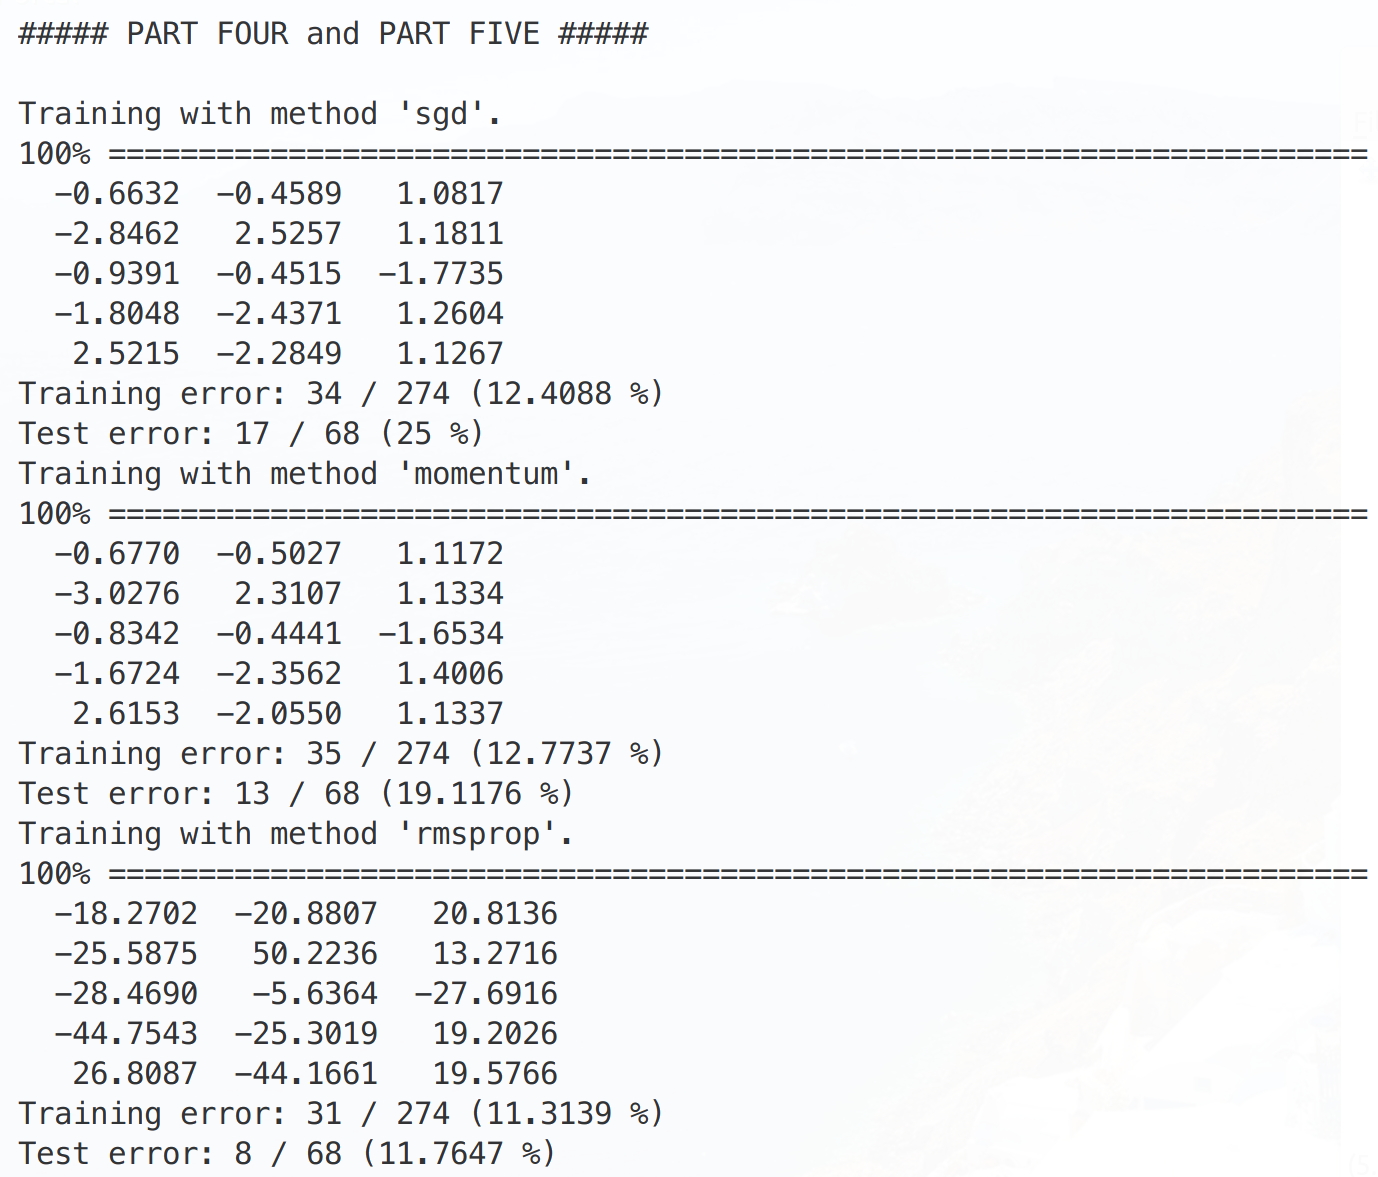 ##### PART FOUR and PART FIVE #####
Training with method 'sgd'.
100% ======================================================================
-0.6632 -0.4589 1.0817
-2.8462 2.5257 1.1811
-0.9391 -0.4515 -1.7735
-1.8048 -2.4371 1.2604
2.5215 -2.2849 1.1267
Training error: 34 / 274 (12.4088 %)
Test error: 17 / 68 (25 %)
Training with method 'momentum'.
100% ======================================================================
-0.6770 -0.5027 1.1172
-3.0276 2.3107 1.1334
-0.8342 -0.4441 -1.6534
-1.6724 -2.3562 1.4006
2.6153 -2.0550 1.1337
Training error: 35 / 274 (12.7737 %)
Test error: 13 / 68 (19.1176 %)
Training with method 'rmsprop'.
100% ======================================================================
-18.2702 -20.8807 20.8136
-25.5875 50.2236 13.2716
-28.4690 -5.6364 -27.6916
-44.7543 -25.3019 19.2026
26.8087 -44.1661 19.5766
Training error: 31 / 274 (11.3139 %)
Test error: 8 / 68 (11.7647 %)